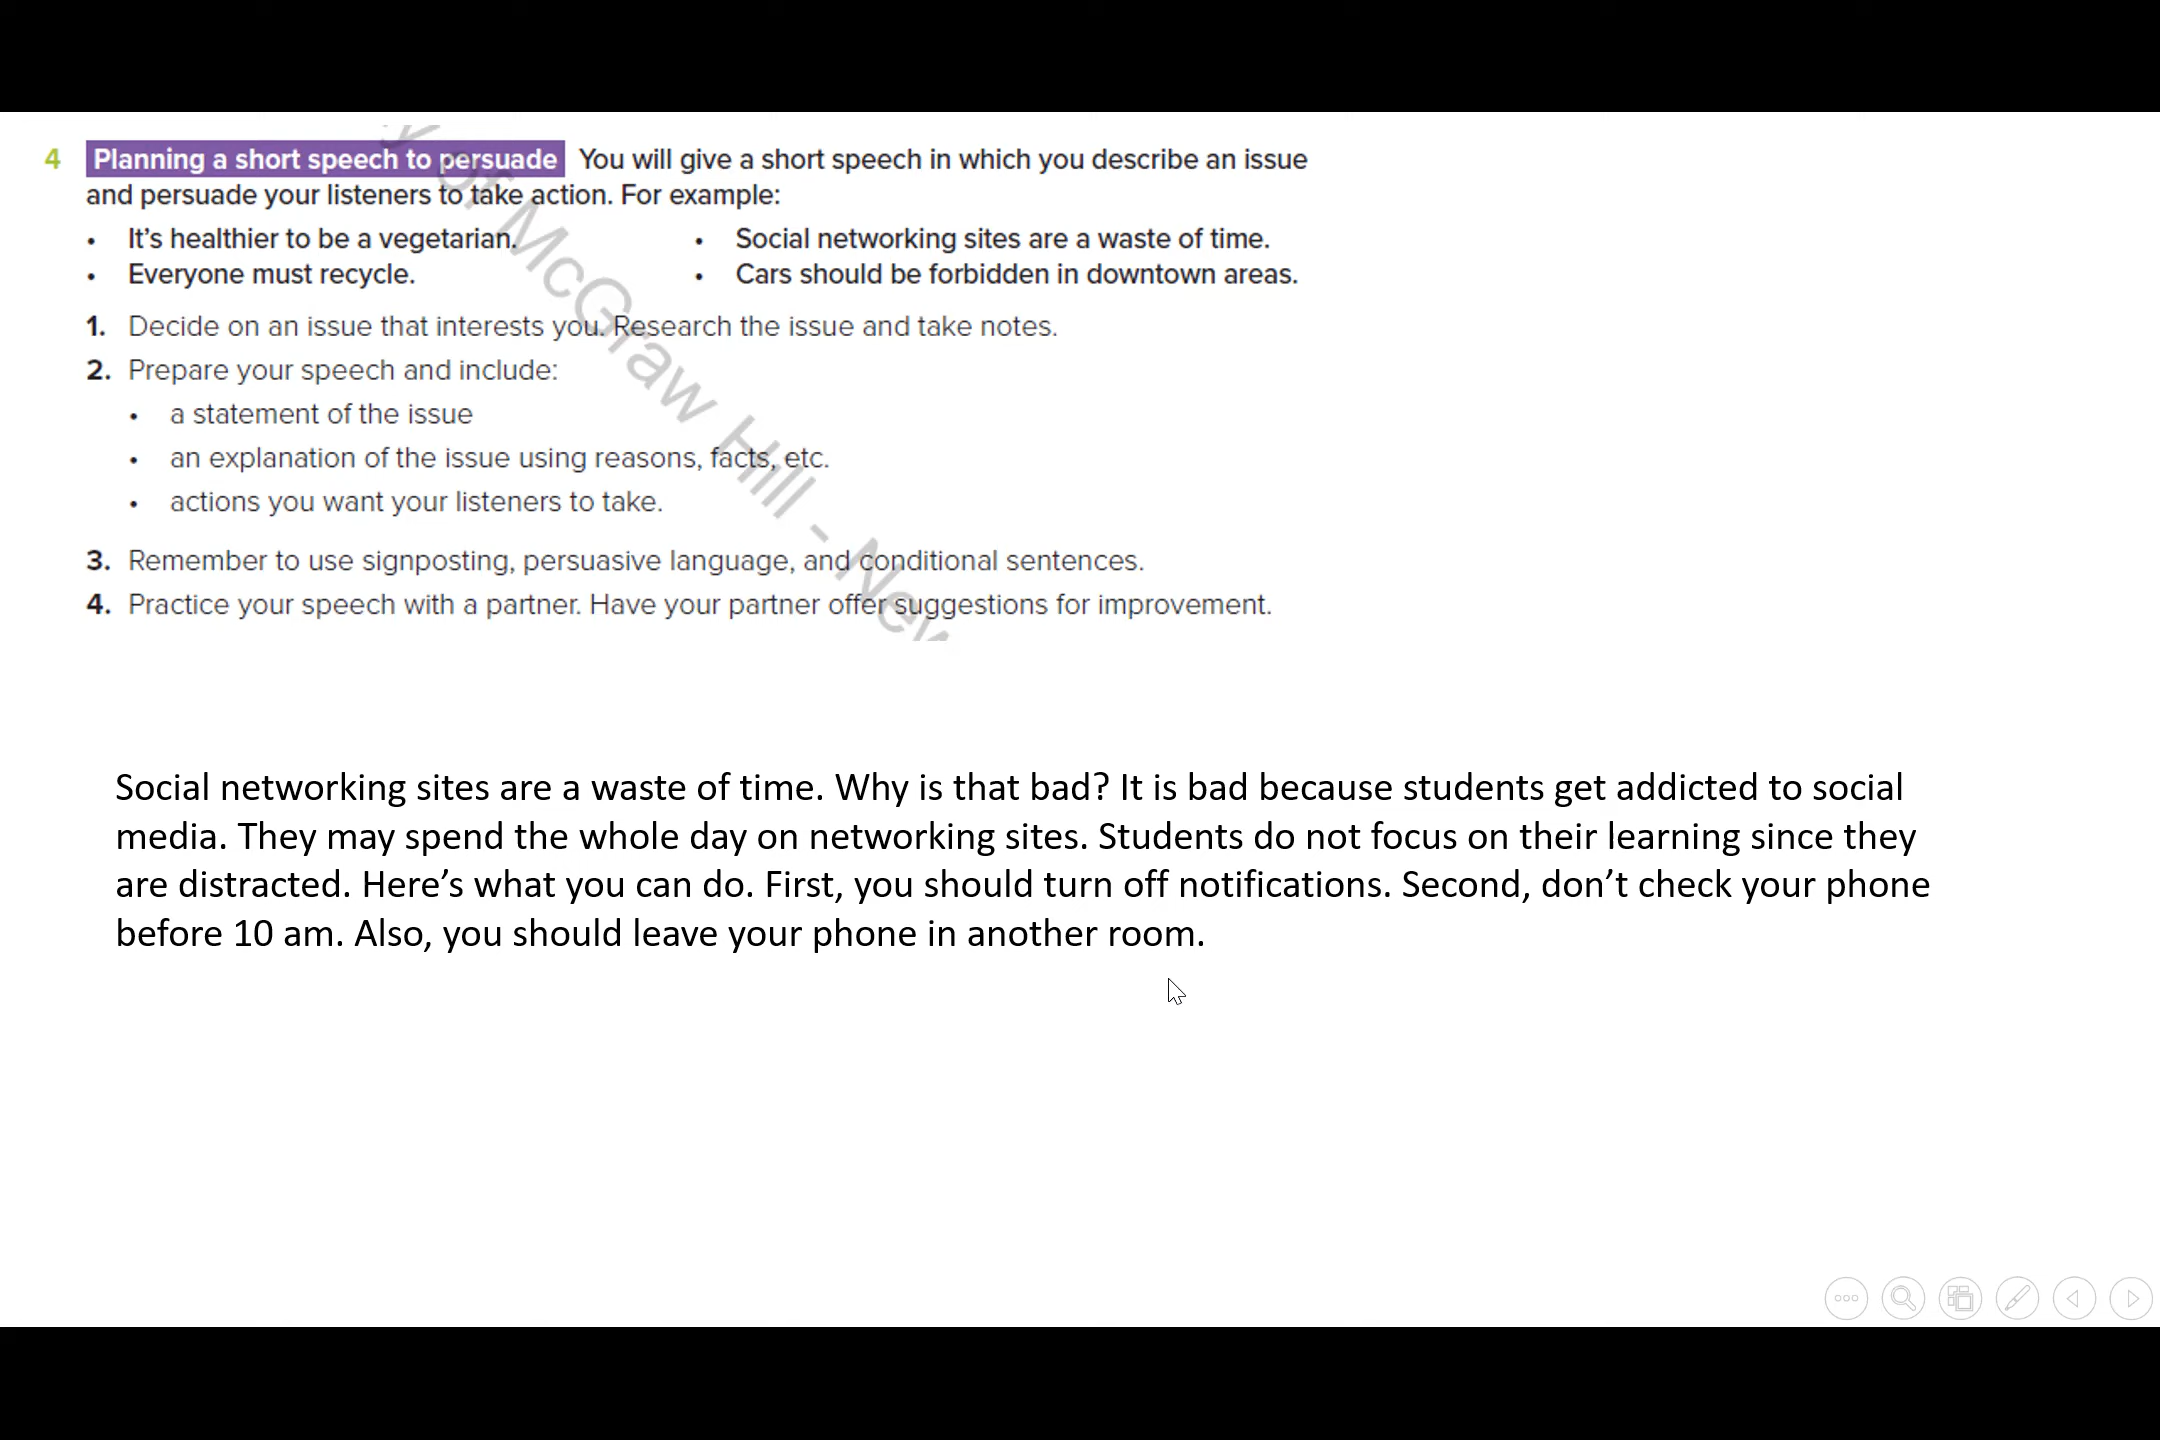 4 Planning a short speech to persuade You will give a short speech in which you describe an issue
and persuade your listeners to take action. For example:
• It's healthier to be a vegetarian. • Social networking sites are a waste of time.
• Everyone must recycle. • Cars should be forbidden in downtown areas.
1. Decide on an issue that interests you. Research the issue and take notes.
2. Prepare your speech and include:
• a statement of the issue
• an explanation of the issue using reasons, facts, etc.
• actions you want your listeners to take.
3. Remember to use signposting, persuasive language, and conditional sentences.
4. Practice your speech with a partner. Have your partner offer suggestions for improvement.
y of McGraw Hill - New
Social networking sites are a waste of time. Why is that bad? It is bad because students get addicted to social
media. They may spend the whole day on networking sites. Students do not focus on their learning since they
are distracted. Here’s what you can do. First, you should turn off notifications. Second, don’t check your phone
before 10 am. Also, you should leave your phone in another room.